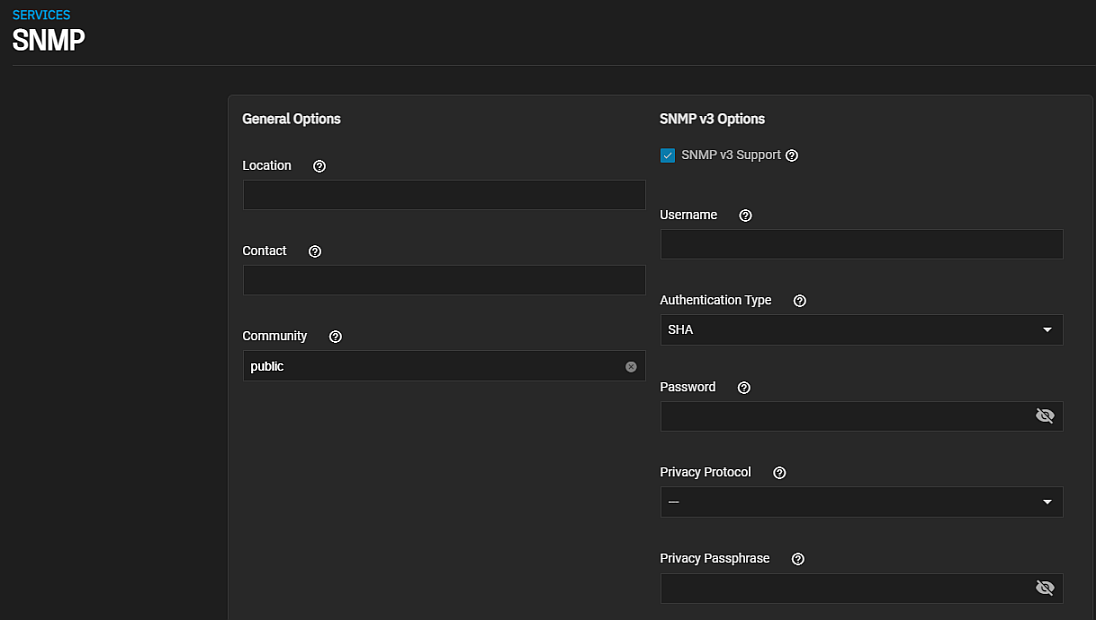 SERVICES
SNMP
General Options
Location
Contact
Community
public
SNMP v3 Options
SNMP v3 Support
Username
Authentication Type
SHA
Password
Privacy Protocol
---
Privacy Passphrase